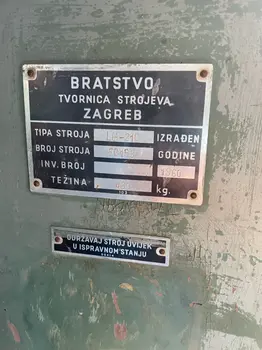 BRATSTVO
TVORNICA STROJEVA
ZAGREB
TIPA STROJA IZRAĐEN
BROJ STROJA GODINE
INV. BROJ
TEŽINA kg.
ODRŽAVAJ STROJ UVIJEK
U ISPRAVNOM STANJU